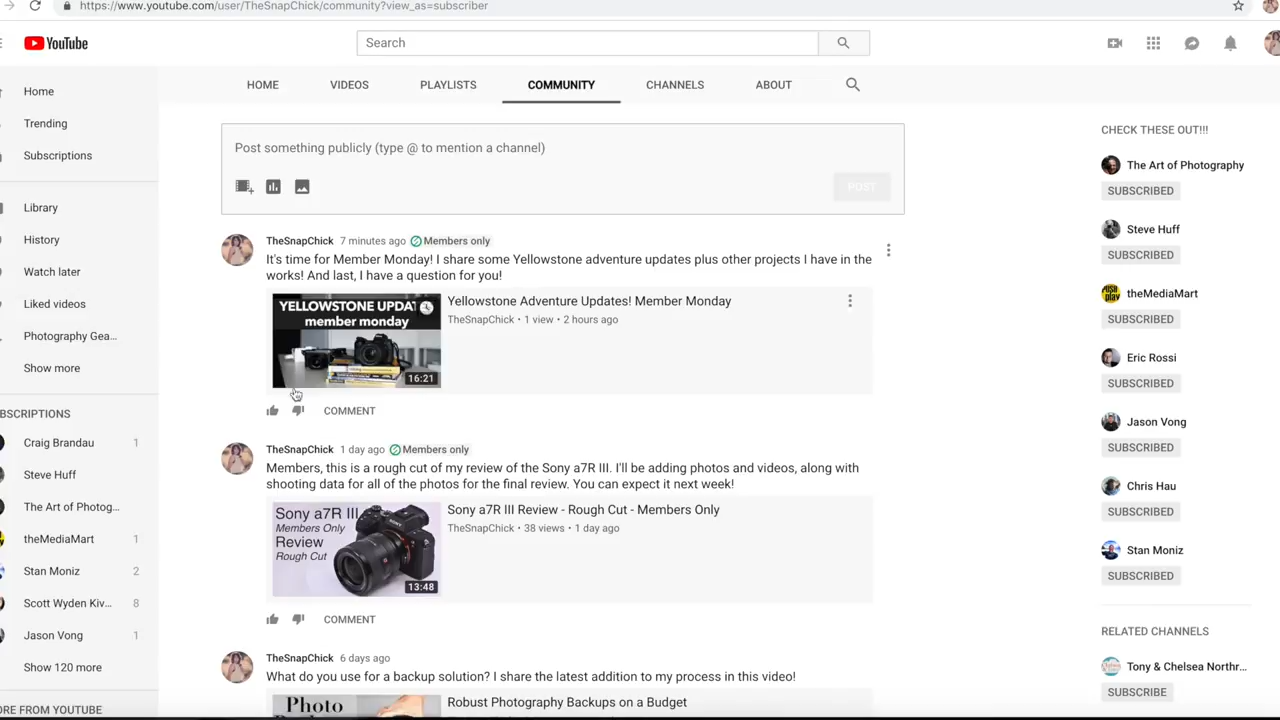 https://www.youtube.com/user/TheSnapChick/community?view_as=subscriber
YouTube
Search
HOME
VIDEOS
PLAYLISTS
COMMUNITY
CHANNELS
ABOUT
Home
Trending
Subscriptions
Library
History
Watch later
Liked videos
Photography Gea...
Show more
BSCRIPTIONS
Craig Brandau 1
Steve Huff
The Art of Photog...
theMediaMart 1
Stan Moniz 2
Scott Wyden Kiv... 8
Jason Vong 1
Show 120 more
ORE FROM YOUTUBE
Post something publicly (type @ to mention a channel)
POST
TheSnapChick 7 minutes ago Members only
It's time for Member Monday! I share some Yellowstone adventure updates plus other projects I have in the
works! And last, I have a question for you!
YELLOWSTONE UPDAT
member monday
16:21
Yellowstone Adventure Updates! Member Monday
TheSnapChick • 1 view • 2 hours ago
COMMENT
TheSnapChick 1 day ago Members only
Members, this is a rough cut of my review of the Sony a7R III. I'll be adding photos and videos, along with
shooting data for all of the photos for the final review. You can expect it next week!
Sony a7R III
Members Only
Review
Rough Cut
SONY
13:48
Sony a7R III Review - Rough Cut - Members Only
TheSnapChick • 38 views • 1 day ago
COMMENT
TheSnapChick 6 days ago
What do you use for a backup solution? I share the latest addition to my process in this video!
Photo
Robust Photography Backups on a Budget
CHECK THESE OUT!!!
The Art of Photography
SUBSCRIBED
Steve Huff
SUBSCRIBED
theMediaMart
SUBSCRIBED
Eric Rossi
SUBSCRIBED
Jason Vong
SUBSCRIBED
Chris Hau
SUBSCRIBED
Stan Moniz
SUBSCRIBED
RELATED CHANNELS
Tony & Chelsea Northr...
SUBSCRIBE